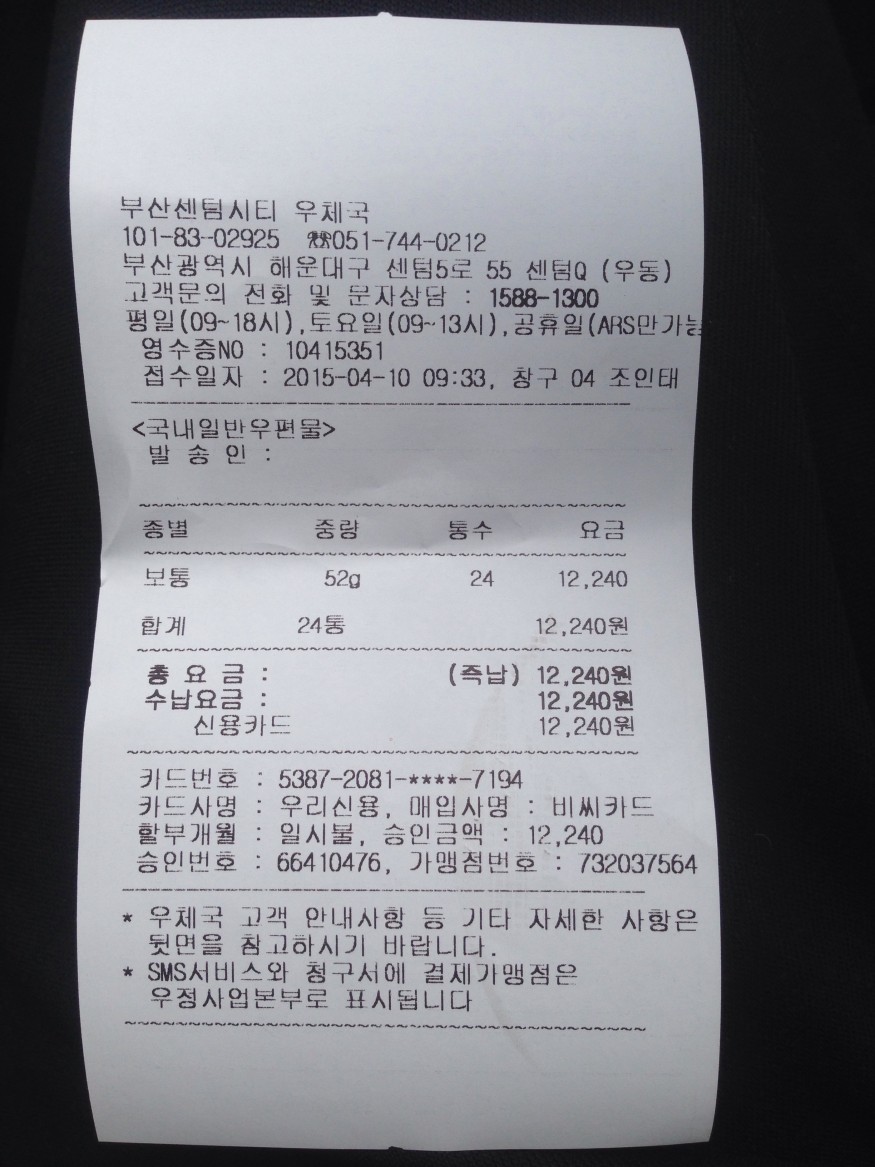 부산센텀시티 우체국
101-83-02925 ☎051-744-0212
부산광역시 해운대구 센텀5로 55 센텀Q (우동)
고객문의 전화 및 문자상담 : 1588-1300
평일(09~18시),토요일(09~13시),공휴일(ARS만가능
영수증NO : 10415351
접수일자 : 2015-04-10 09:33, 창구 04 조인태
<국내일반우편물>
발 송 인 :
종별 중량 통수 요금
보통 52g 24 12,240
합계 24통 12,240원
총 요 금 : (즉납) 12,240원
수납요금 : 12,240원
신용카드 12,240원
카드번호 : 5387-2081-****-7194
카드사명 : 우리신용, 매입사명 : 비씨카드
할부개월 : 일시불, 승인금액 : 12,240
승인번호 : 66410476, 가맹점번호 : 732037564
* 우체국 고객 안내사항 등 기타 자세한 사항은
뒷면을 참고하시기 바랍니다.
* SMS서비스와 청구서에 결제가맹점은
우정사업본부로 표시됩니다